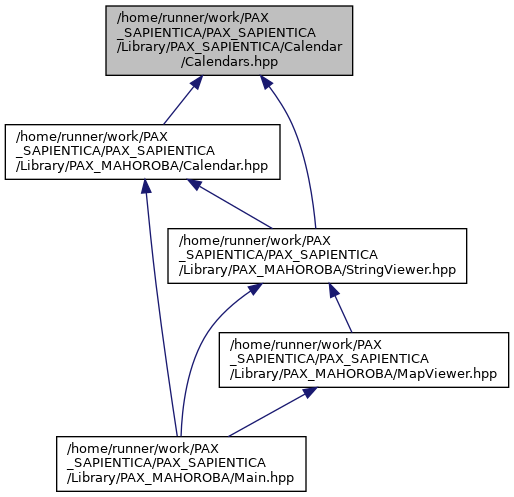 /home/runner/work/PAX
_SAPIENTICA/PAX_SAPIENTICA
/Library/PAX_SAPIENTICA/Calendar
/Calendars.hpp
/home/runner/work/PAX
_SAPIENTICA/PAX_SAPIENTICA
/Library/PAX_MAHOROBA/Calendar.hpp
/home/runner/work/PAX
_SAPIENTICA/PAX_SAPIENTICA
/Library/PAX_MAHOROBA/StringViewer.hpp
/home/runner/work/PAX
_SAPIENTICA/PAX_SAPIENTICA
/Library/PAX_MAHOROBA/MapViewer.hpp
/home/runner/work/PAX
_SAPIENTICA/PAX_SAPIENTICA
/Library/PAX_MAHOROBA/Main.hpp